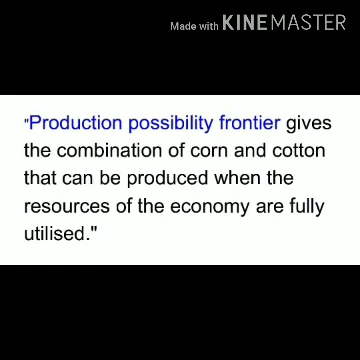 Made with KINEMASTER
"Production possibility frontier gives
the combination of corn and cotton
that can be produced when the
resources of the economy are fully
utilised."